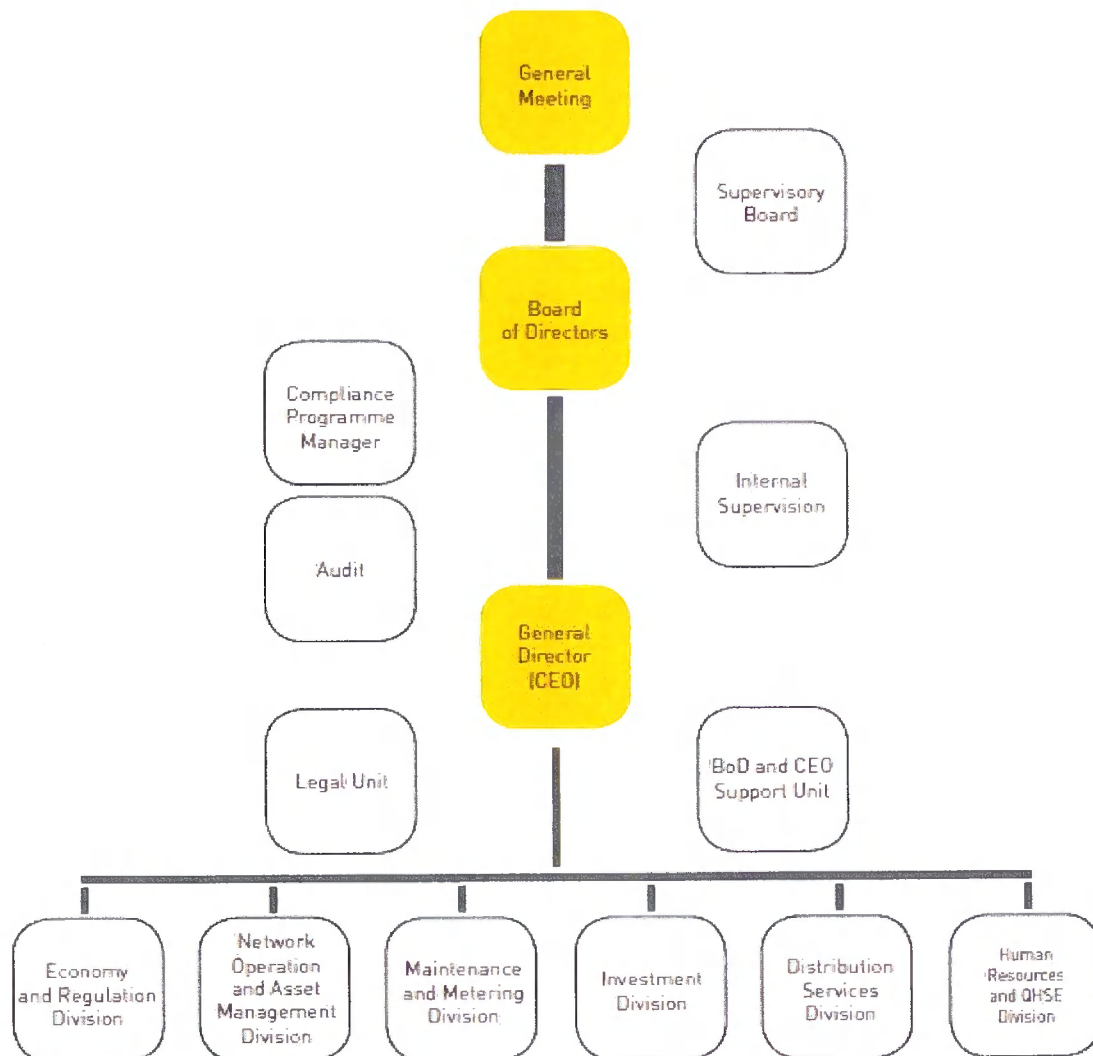 General
Meeting
Supervisory
Board
Board
of Directors
Compliance
Programme
Manager
Internal
Supervision
Audit
General
Director
(CEO)
Legal Unit
BoD and CEO
Support Unit
Economy
and Regulation
Division
Network
Operation
and Asset
Management
Division
Maintenance
and Metering
Division
Investment
Division
Distribution
Services
Division
Human
Resources
and QHSE
Division